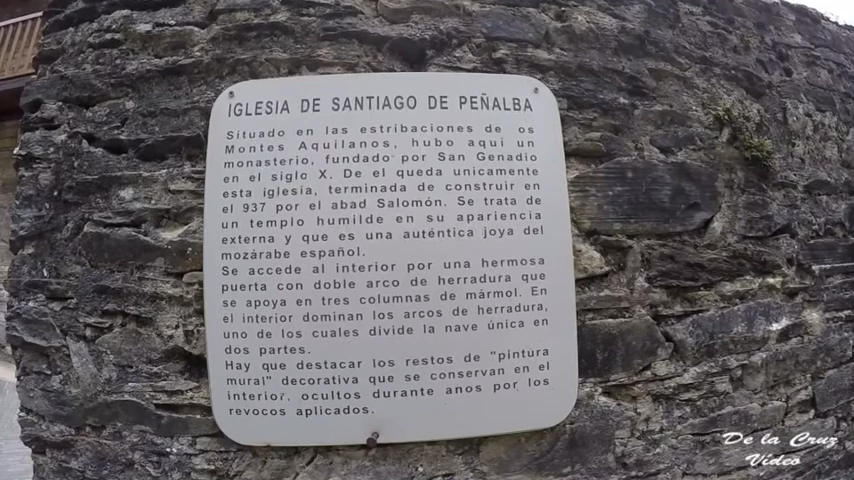 IGLESIA DE SANTIAGO DE PEÑALBA
Situado en las estribaciones de os
Montes Aquilanos, hubo aqui un
monasterio, fundado por San Genadio
en el siglo X. De el queda unicamente
esta iglesia, terminada de construir en
el 937 por el abad Salomón. Se trata de
un templo humilde en su apariencia
externa y que es una auténtica joya del
mozárabe español.
Se accede al interior por una hermosa
puerta con doble arco de herradura que
se apoya en tres columnas de mármol. En
el interior dominan los arcos de herradura,
uno de los cuales divide la nave única en
dos partes.
Hay que destacar los restos de "pintura
mural" decorativa que se conservan en el
interior, ocultos durante anos por los
revocos aplicados.
De la Cruz
Video